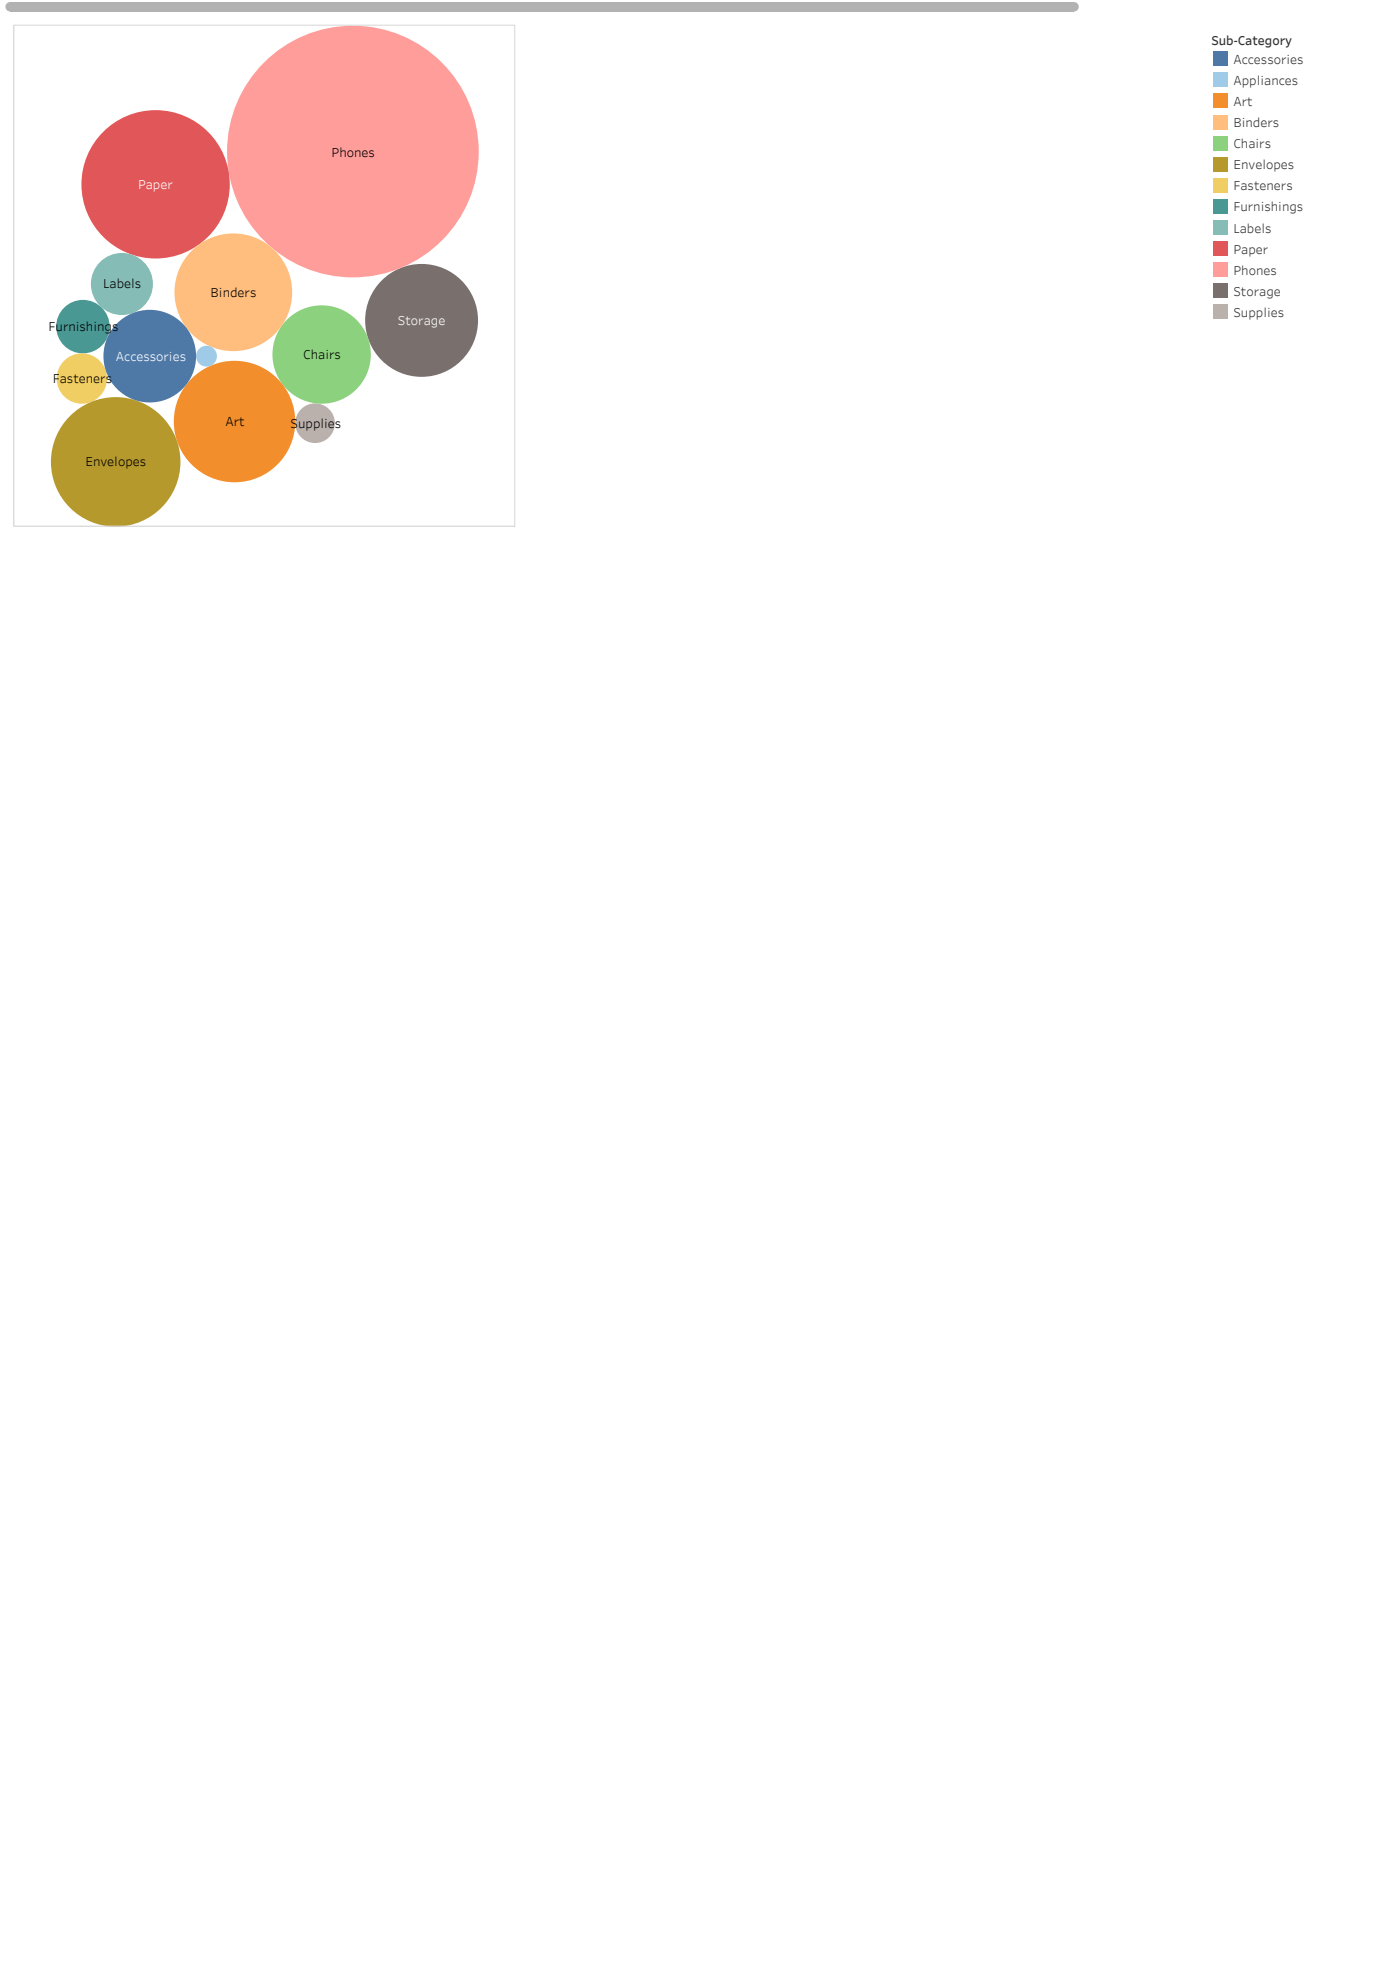 Phones
Paper
Labels
Binders
Storage
Furnishings
Accessories
Chairs
Fasteners
Art
Supplies
Envelopes
Sub-Category
Accessories
Appliances
Art
Binders
Chairs
Envelopes
Fasteners
Furnishings
Labels
Paper
Phones
Storage
Supplies